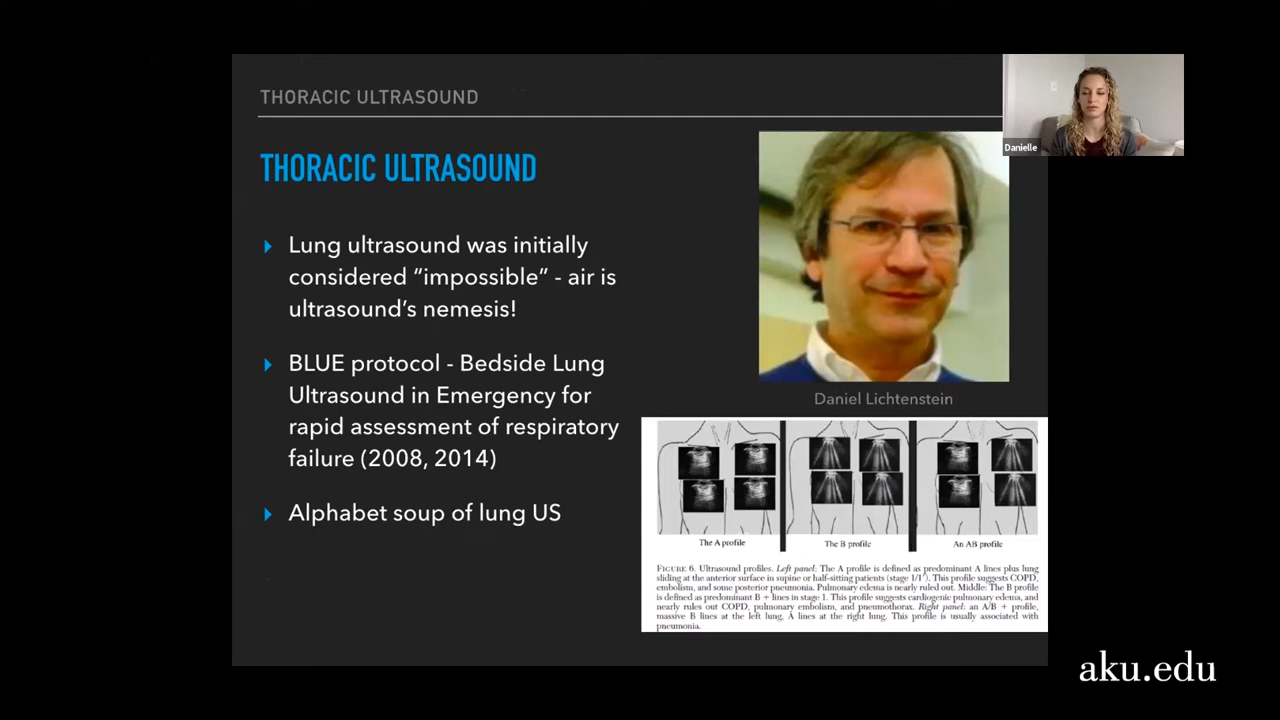 THORACIC ULTRASOUND
Danielle
THORACIC ULTRASOUND
Lung ultrasound was initially
considered “impossible” - air is
ultrasound’s nemesis!
BLUE protocol - Bedside Lung
Ultrasound in Emergency for
rapid assessment of respiratory
failure (2008, 2014)
Alphabet soup of lung US
Daniel Lichtenstein
The A profile
The B profile
An AB profile
FIGURE 6. Ultrasound profiles. Left panel: The A profile is defined as predominant A lines plus lung
sliding at the anterior surface in supine or half-sitting patients (stage 1/1'). This profile suggests COPD,
embolism, and some posterior pneumonia. Pulmonary edema is nearly ruled out. Middle: The B profile
is defined as predominant B + lines in stage 1. This profile suggests cardiogenic pulmonary edema, and
nearly rules out COPD, pulmonary embolism, and pneumothorax. Right panel: an A/B + profile,
massive B lines at the left lung, A lines at the right lung. This profile is usually associated with
pneumonia.
aku.edu